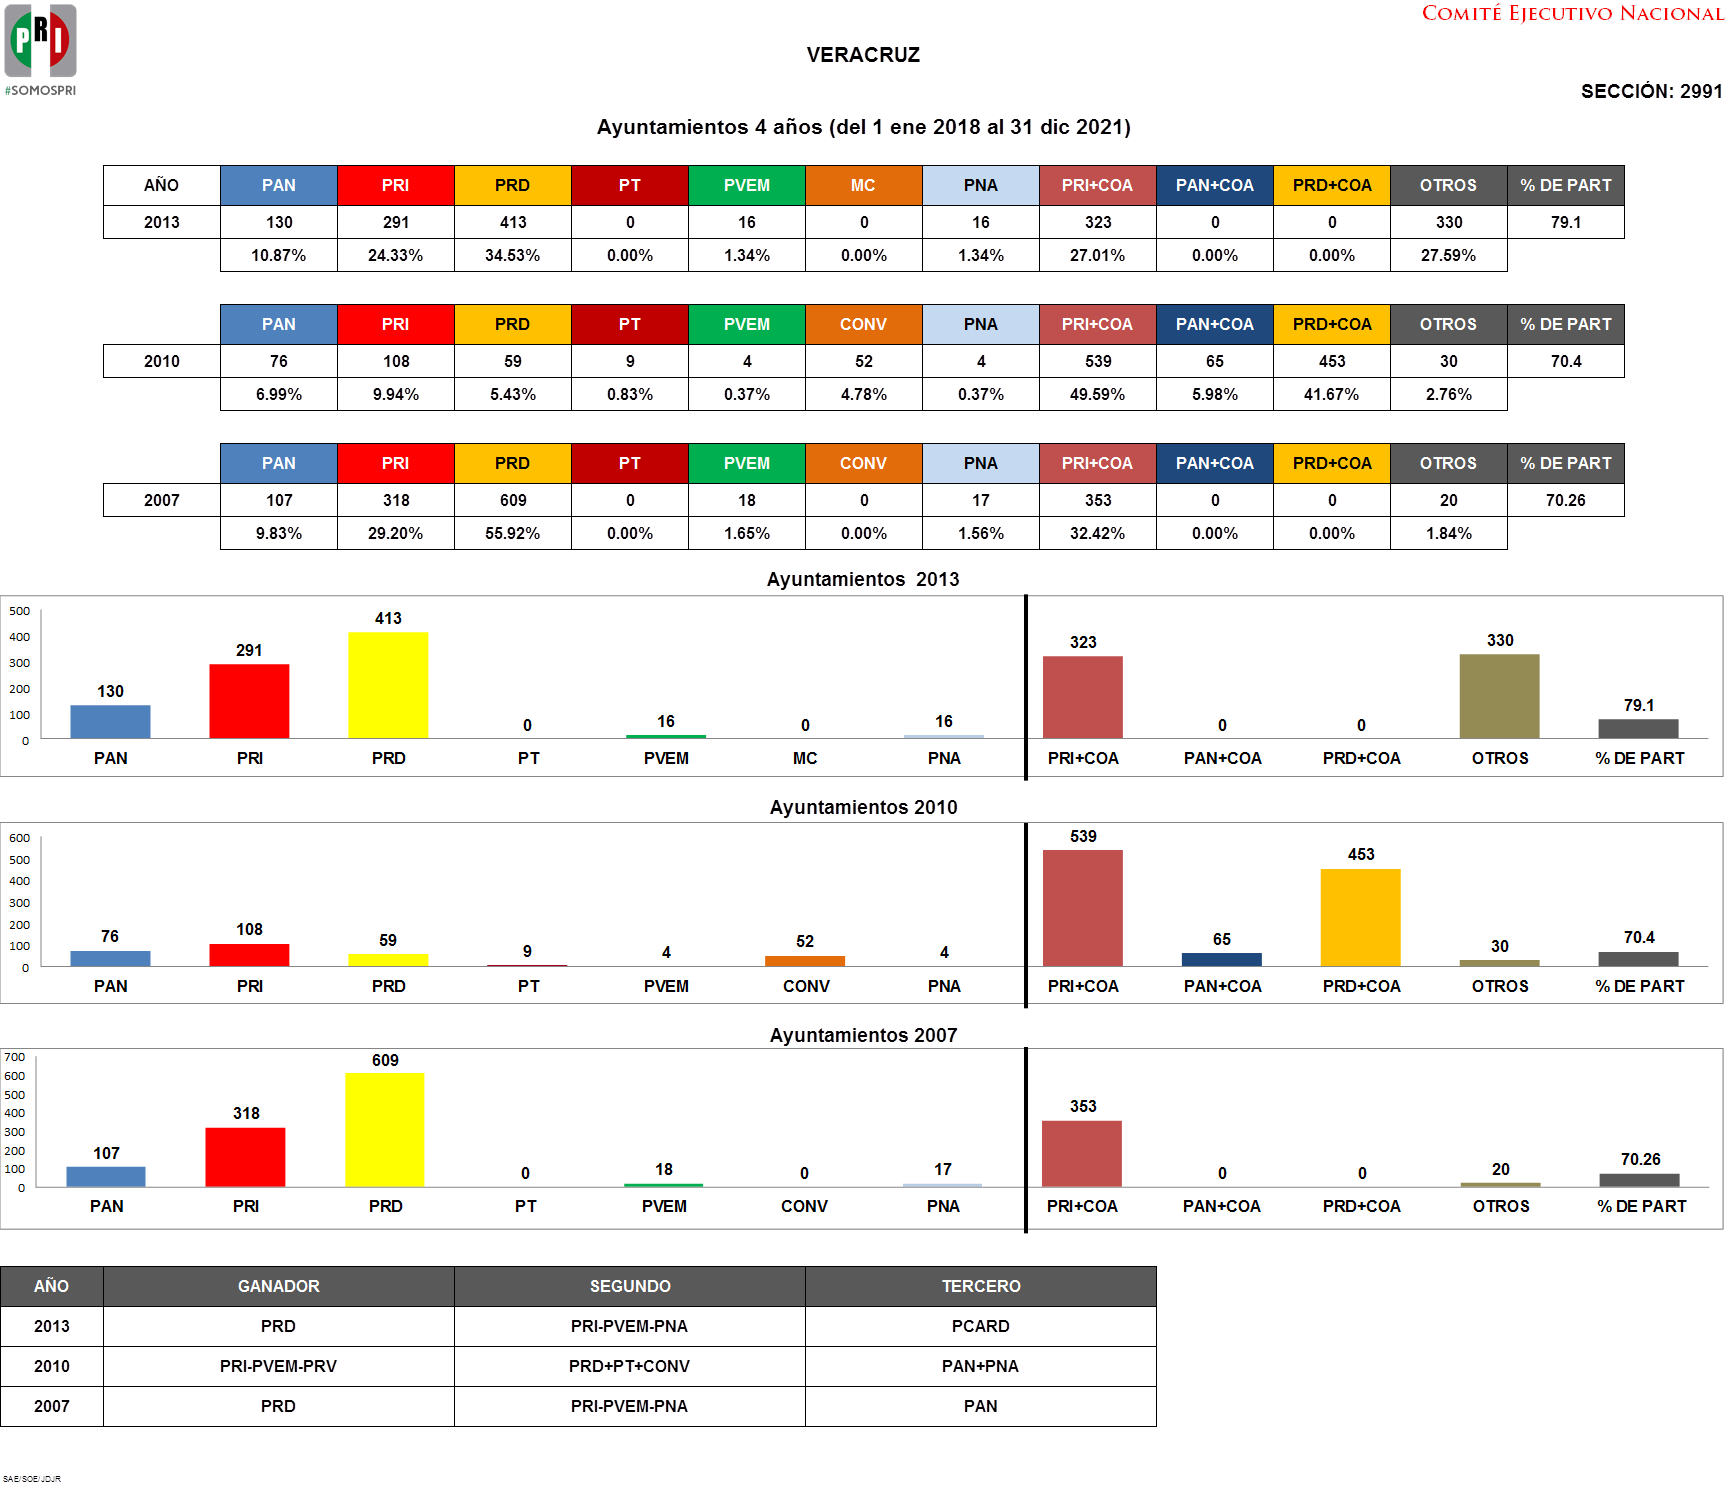 PRI
#SOMOSPRI
COMITÉ EJECUTIVO NACIONAL
VERACRUZ
SECCIÓN: 2991
Ayuntamientos 4 años (del 1 ene 2018 al 31 dic 2021)
AÑO PAN PRI PRD PT PVEM MC PNA PRI+COA PAN+COA PRD+COA OTROS % DE PART
2013 130 291 413 0 16 0 16 323 0 0 330 79.1
10.87% 24.33% 34.53% 0.00% 1.34% 0.00% 1.34% 27.01% 0.00% 0.00% 27.59%
PAN PRI PRD PT PVEM CONV PNA PRI+COA PAN+COA PRD+COA OTROS % DE PART
2010 76 108 59 9 4 52 4 539 65 453 30 70.4
6.99% 9.94% 5.43% 0.83% 0.37% 4.78% 0.37% 49.59% 5.98% 41.67% 2.76%
PAN PRI PRD PT PVEM CONV PNA PRI+COA PAN+COA PRD+COA OTROS % DE PART
2007 107 318 609 0 18 0 17 353 0 0 20 70.26
9.83% 29.20% 55.92% 0.00% 1.65% 0.00% 1.56% 32.42% 0.00% 0.00% 1.84%
Ayuntamientos 2013
500
400
300
200
100
0
130 291 413 0 16 0 16 323 0 0 330 79.1
PAN PRI PRD PT PVEM MC PNA PRI+COA PAN+COA PRD+COA OTROS % DE PART
Ayuntamientos 2010
600
500
400
300
200
100
0
76 108 59 9 4 52 4 539 65 453 30 70.4
PAN PRI PRD PT PVEM CONV PNA PRI+COA PAN+COA PRD+COA OTROS % DE PART
Ayuntamientos 2007
700
600
500
400
300
200
100
0
107 318 609 0 18 0 17 353 0 0 20 70.26
PAN PRI PRD PT PVEM CONV PNA PRI+COA PAN+COA PRD+COA OTROS % DE PART
AÑO GANADOR SEGUNDO TERCERO
2013 PRD PRI-PVEM-PNA PCARD
2010 PRI-PVEM-PRV PRD+PT+CONV PAN+PNA
2007 PRD PRI-PVEM-PNA PAN
SAE/SOE/JDJR